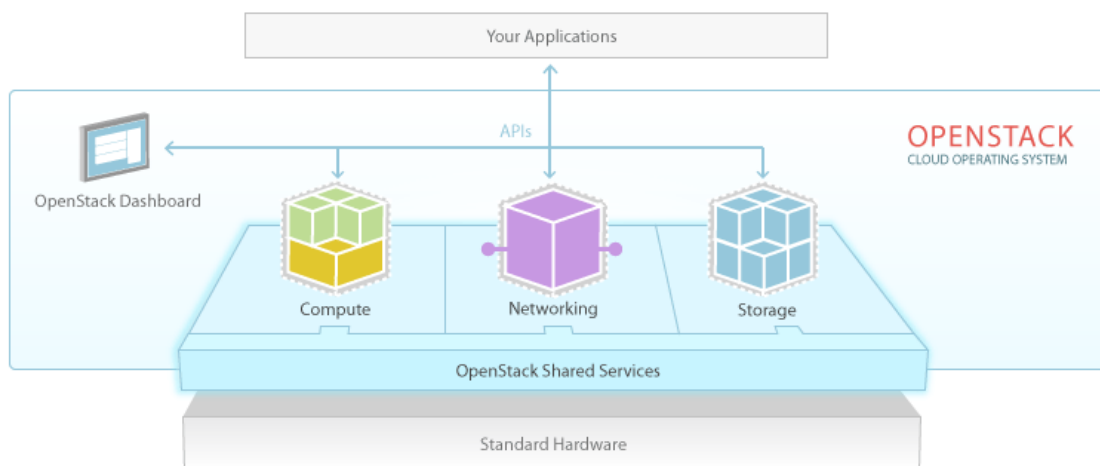 Your Applications
APIs
OPENSTACK
CLOUD OPERATING SYSTEM
OpenStack Dashboard
Compute
Networking
Storage
OpenStack Shared Services
Standard Hardware